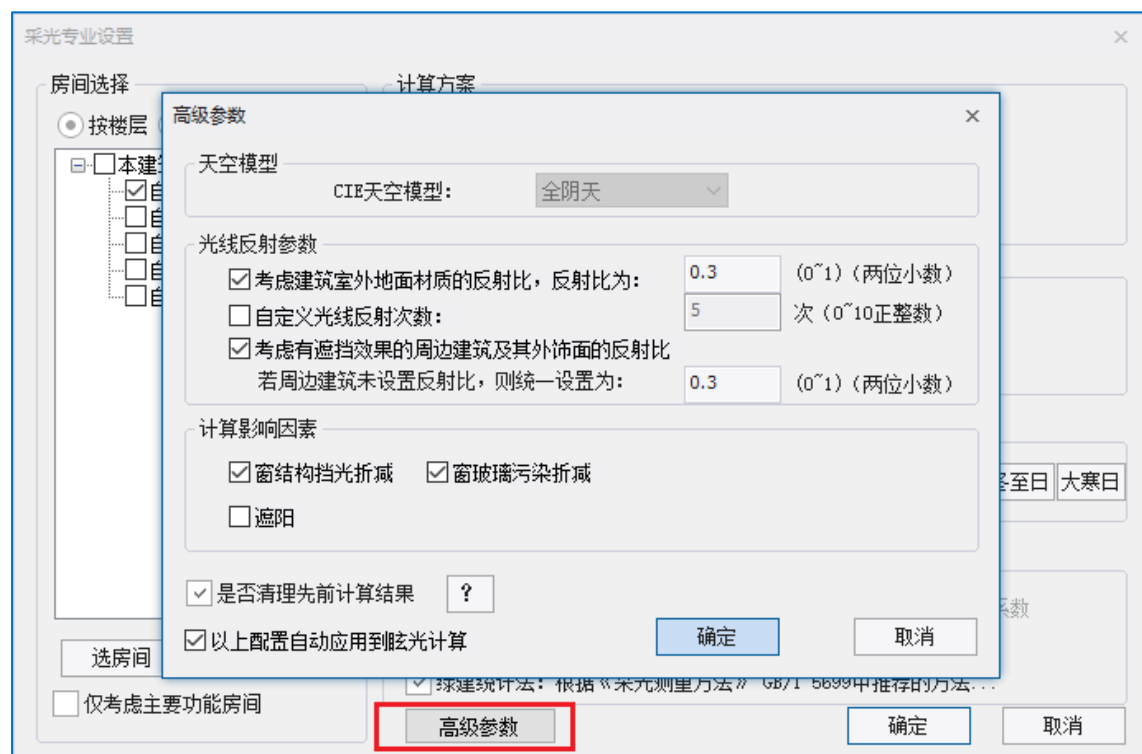 采光专业设置
房间选择
计算方案
按楼层
本建
高级参数
天空模型
CIE天空模型: 全阴天
光线反射参数
考虑建筑室外地面材质的反射比，反射比为: 0.3 (0~1)(两位小数)
自定义光线反射次数: 5 次(0~10正整数)
考虑有遮挡效果的周边建筑及其外饰面的反射比
若周边建筑未设置反射比，则统一设置为: 0.3 (0~1)(两位小数)
计算影响因素
窗结构挡光折减 窗玻璃污染折减
遮阳
至日 大寒日
是否清理先前计算结果 ?
系数
以上配置自动应用到眩光计算 确定 取消
选房间
绿建统计法: 根据《采光测量方法》 GB/T 5699中推荐的方法...
仅考虑主要功能房间
高级参数 确定 取消